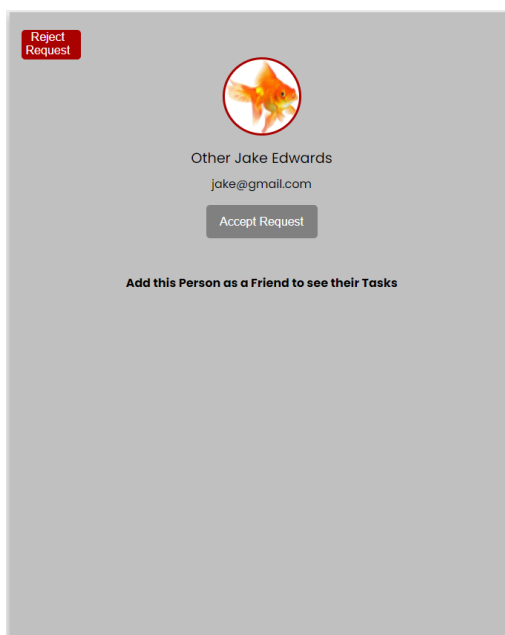 Reject
Request
Other Jake Edwards
jake@gmail.com
Accept Request
Add this Person as a Friend to see their Tasks